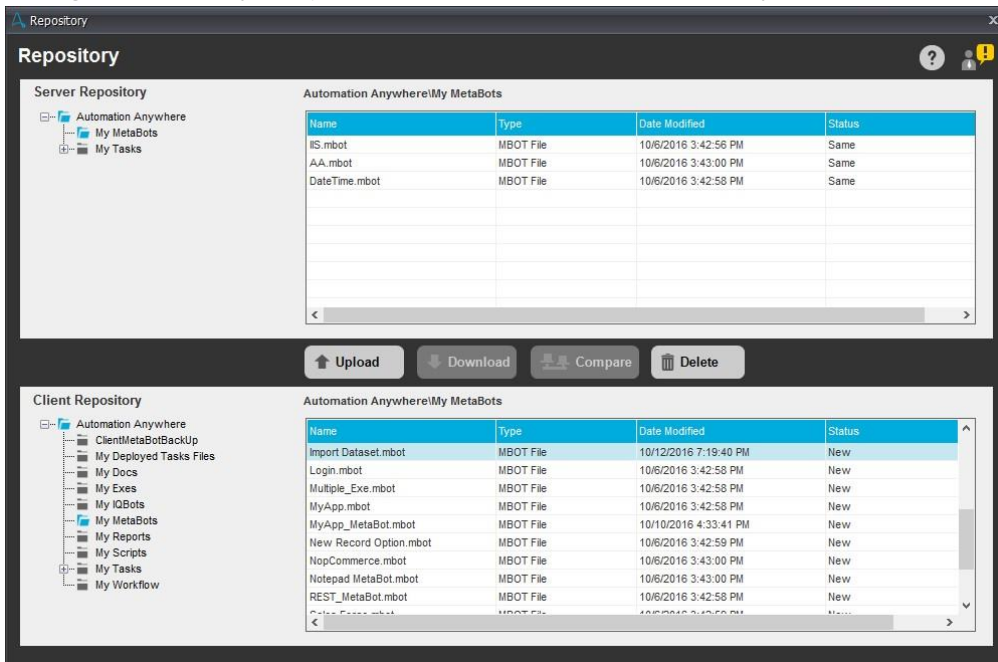 Repository
Repository
Server Repository
Automation Anywhere
My MetaBots
My Tasks
Automation Anywhere\My MetaBots
Name Type Date Modified Status
IIS.mbot MBOT File 10/6/2016 3:42:56 PM Same
AA.mbot MBOT File 10/6/2016 3:43:00 PM Same
DateTime.mbot MBOT File 10/6/2016 3:42:58 PM Same
Upload Download Compare Delete
Client Repository
Automation Anywhere
ClientMetaBotBackUp
My Deployed Tasks Files
My Docs
My Exes
My IQBots
My MetaBots
My Reports
My Scripts
My Tasks
My Workflow
Automation Anywhere\My MetaBots
Name Type Date Modified Status
Import Dataset.mbot MBOT File 10/12/2016 7:19:40 PM New
Login.mbot MBOT File 10/6/2016 3:42:58 PM New
Multiple_Exe.mbot MBOT File 10/6/2016 3:42:58 PM New
MyApp.mbot MBOT File 10/6/2016 3:42:58 PM New
MyApp_MetaBot.mbot MBOT File 10/10/2016 4:33:41 PM New
New Record Option.mbot MBOT File 10/6/2016 3:42:59 PM New
NopCommerce.mbot MBOT File 10/6/2016 3:43:00 PM New
Notepad MetaBot.mbot MBOT File 10/6/2016 3:43:00 PM New
REST_MetaBot.mbot MBOT File 10/6/2016 3:42:58 PM New